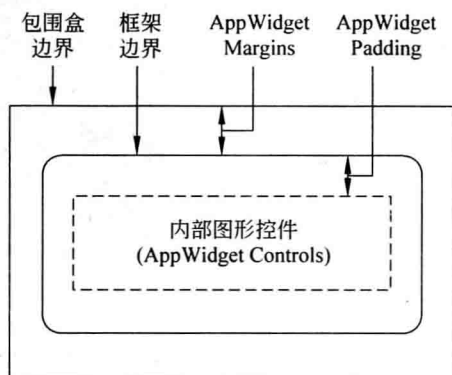 包围盒
边界
框架
边界
AppWidget
Margins
AppWidget
Padding
内部图形控件
(AppWidget Controls)